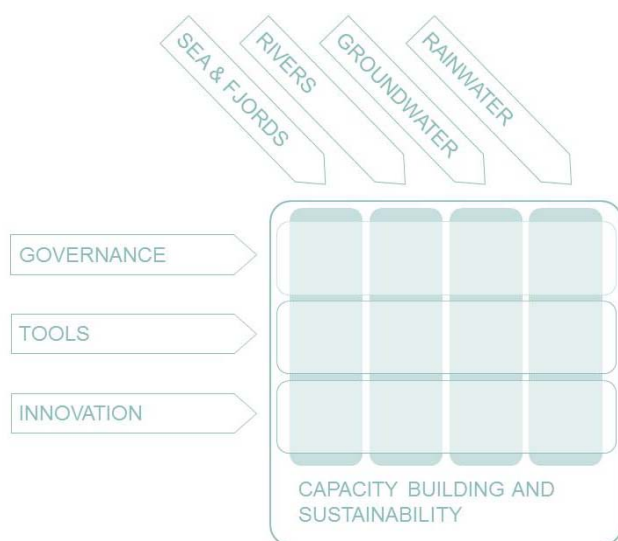 SEA & FJORDS
RIVERS
GROUNDWATER
RAINWATER
GOVERNANCE
TOOLS
INNOVATION
CAPACITY BUILDING AND
SUSTAINABILITY